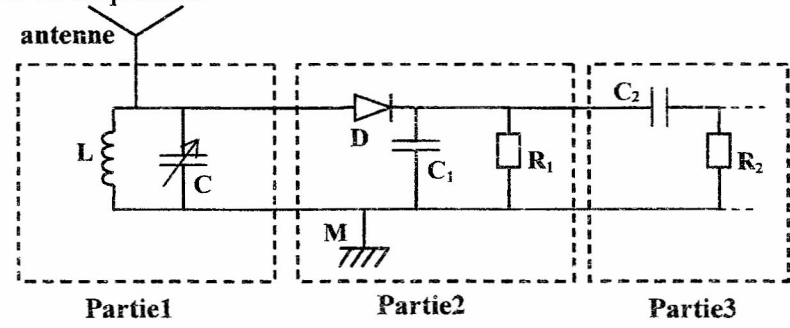 antenne
L
C
D
C₁
R₁
C₂
R₂
M
Partie1
Partie2
Partie3